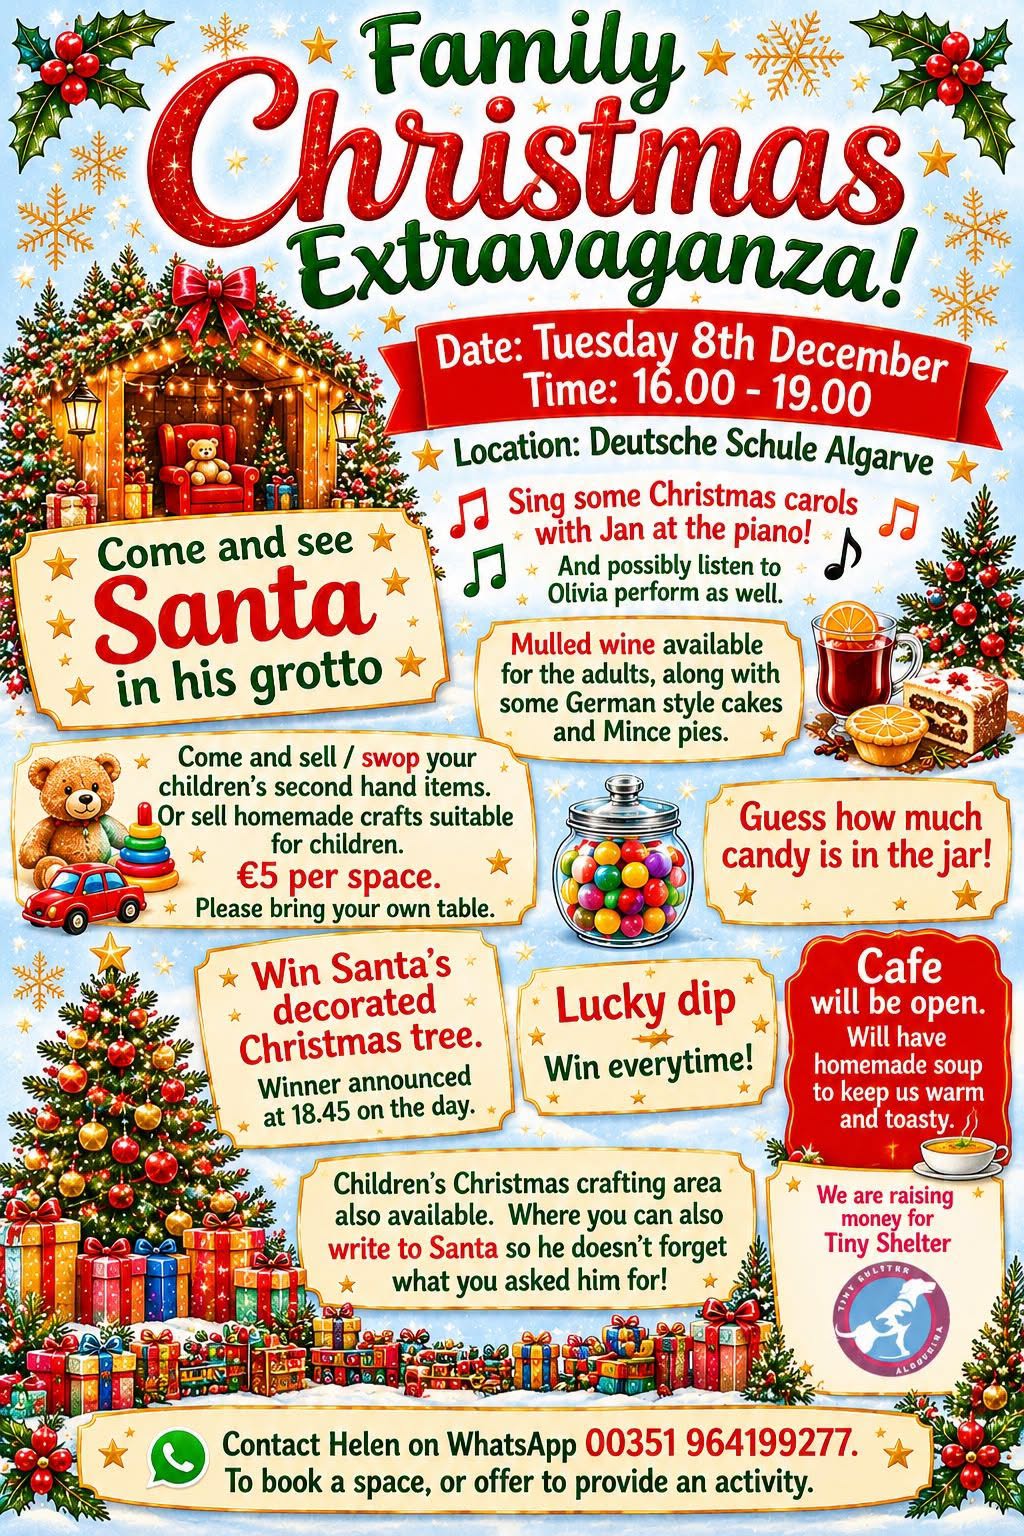 Family
Christmas
Extravaganza!
Date: Tuesday 8th December
Time: 16.00 - 19.00
Location: Deutsche Schule Algarve
Sing some Christmas carols
with Jan at the piano!
And possibly listen to
Olivia perform as well.
Come and see
Santa
in his grotto
Mulled wine available
for the adults, along with
some German style cakes
and Mince pies.
Come and sell / swop your
children's second hand items.
Or sell homemade crafts suitable
for children.
€5 per space.
Please bring your own table.
Guess how much
candy is in the jar!
Win Santa's
decorated
Christmas tree.
Winner announced
at 18.45 on the day.
Lucky dip
Win everytime!
Cafe
will be open.
Will have
homemade soup
to keep us warm
and toasty.
Children's Christmas crafting area
also available. Where you can also
write to Santa so he doesn't forget
what you asked him for!
We are raising
money for
Tiny Shelter
Contact Helen on WhatsApp 00351 964199277.
To book a space, or offer to provide an activity.